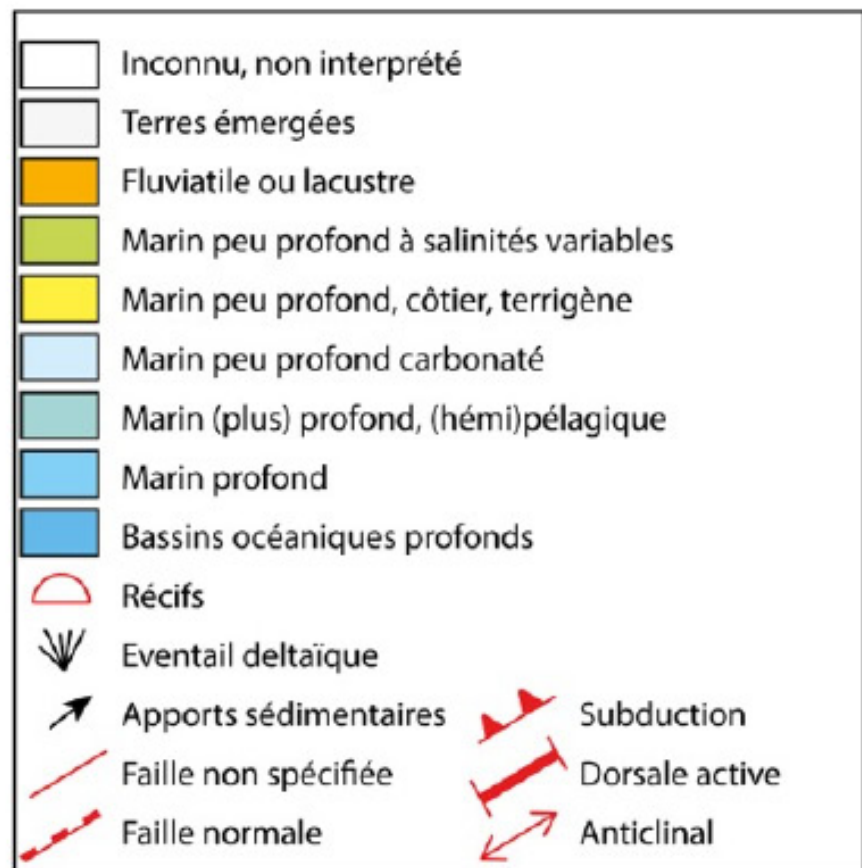 Inconnu, non interprété
Terres émergées
Fluviatile ou lacustre
Marin peu profond à salinités variables
Marin peu profond, côtier, terrigène
Marin peu profond carbonaté
Marin (plus) profond, (hémi)pélagique
Marin profond
Bassins océaniques profonds
Récifs
Eventail deltaïque
Apports sédimentaires
Faille non spécifiée
Faille normale
Subduction
Dorsale active
Anticlinal